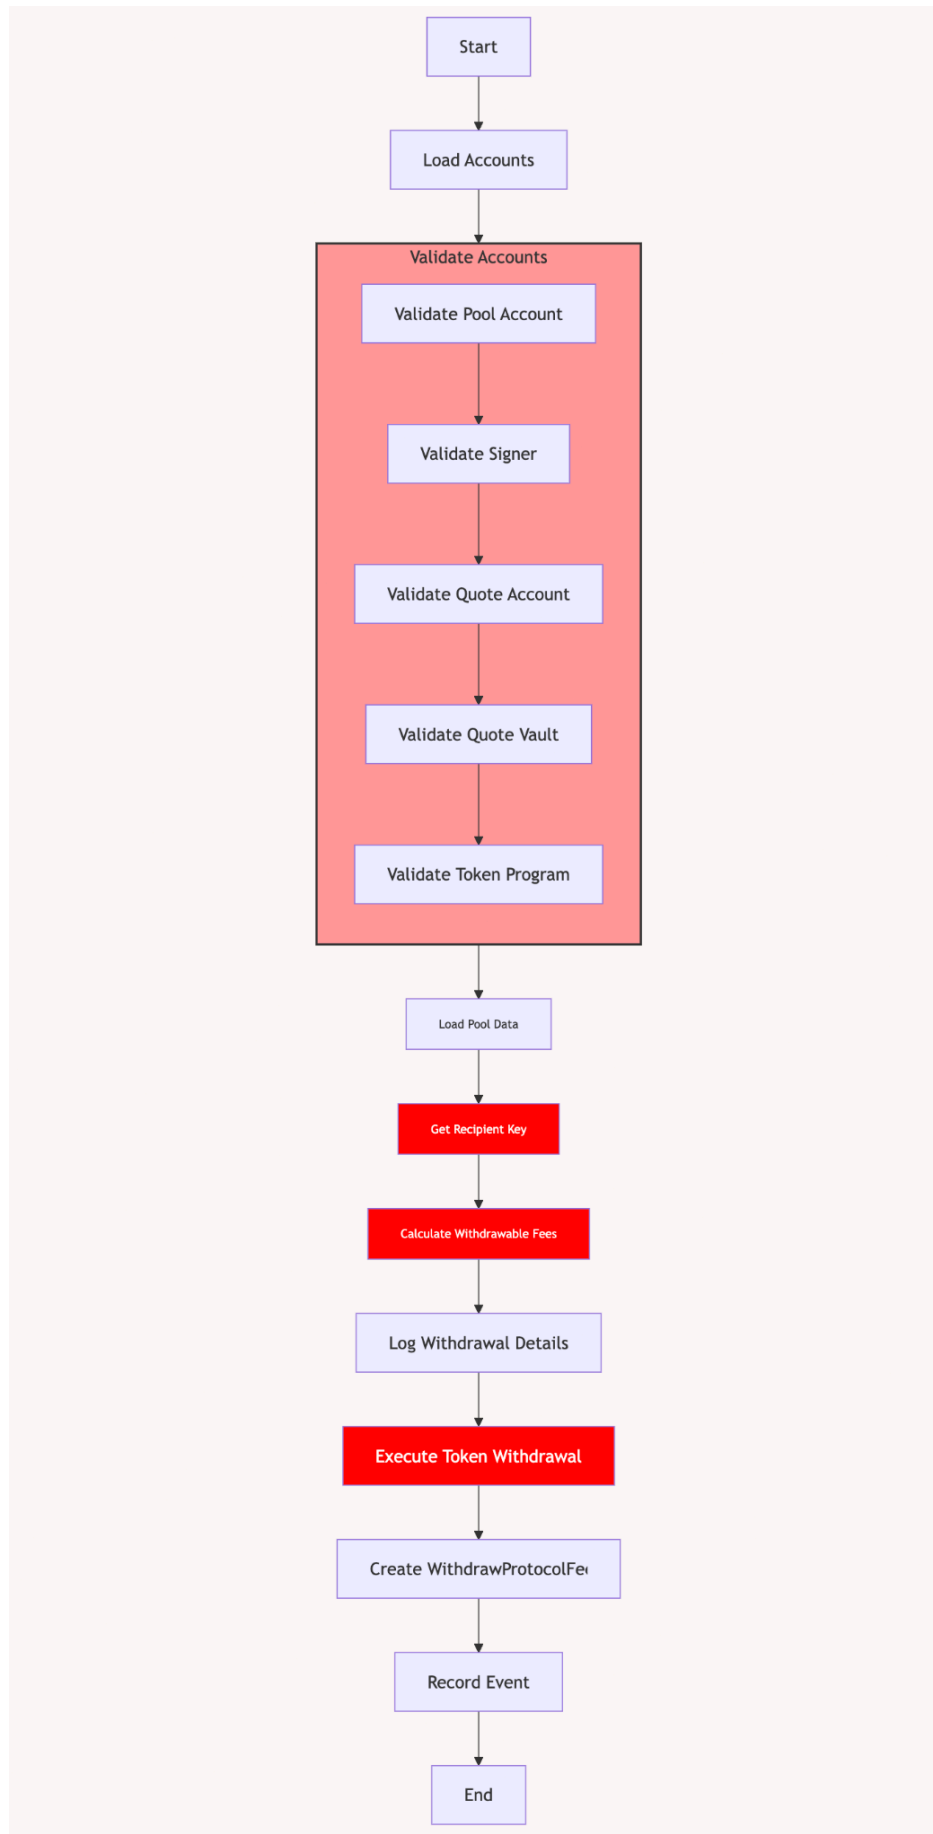 Start
Load Accounts
Validate Accounts
Validate Pool Account
Validate Signer
Validate Quote Account
Validate Quote Vault
Validate Token Program
Load Pool Data
Get Recipient Key
Calculate Withdrawable Fees
Log Withdrawal Details
Execute Token Withdrawal
Create WithdrawProtocolFe
Record Event
End